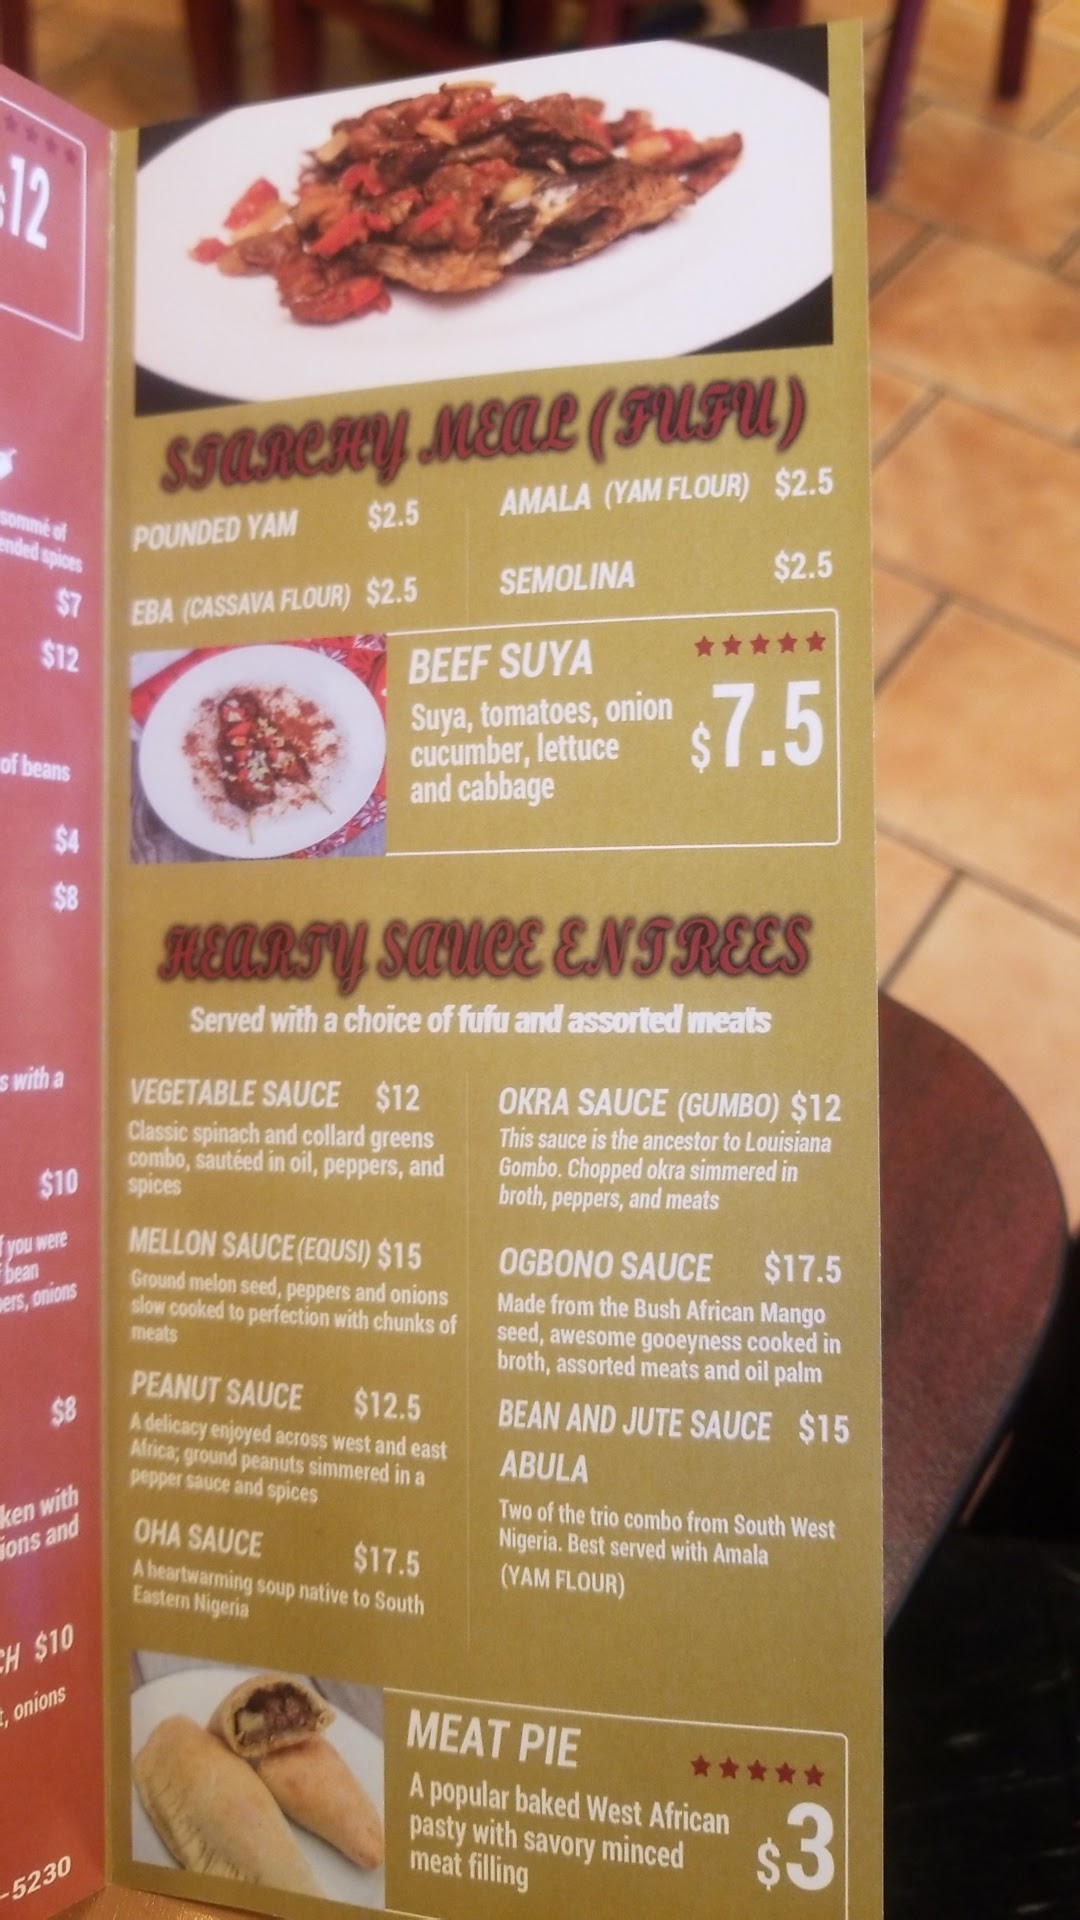 $12
sommé of
ended spices
$7
$12
of beans
$4
$8
s with a
$10
f you were
bean
pers, onions
$8
ken with
ions and
CH $10
t, onions
-5230
STARCHY MEAL (FUFU)
POUNDED YAM $2.5
AMALA (YAM FLOUR) $2.5
EBA (CASSAVA FLOUR) $2.5
SEMOLINA $2.5
BEEF SUYA
Suya, tomatoes, onion
cucumber, lettuce
and cabbage
$7.5
HEARTY SAUCE ENTREES
Served with a choice of fufu and assorted meats
VEGETABLE SAUCE $12
Classic spinach and collard greens
combo, sautéed in oil, peppers, and
spices
MELLON SAUCE (EQUSI) $15
Ground melon seed, peppers and onions
slow cooked to perfection with chunks of
meats
PEANUT SAUCE $12.5
A delicacy enjoyed across west and east
Africa; ground peanuts simmered in a
pepper sauce and spices
OHA SAUCE $17.5
A heartwarming soup native to South
Eastern Nigeria
OKRA SAUCE (GUMBO) $12
This sauce is the ancestor to Louisiana
Gombo. Chopped okra simmered in
broth, peppers, and meats
OGBONO SAUCE $17.5
Made from the Bush African Mango
seed, awesome gooeyness cooked in
broth, assorted meats and oil palm
BEAN AND JUTE SAUCE $15
ABULA
Two of the trio combo from South West
Nigeria. Best served with Amala
(YAM FLOUR)
MEAT PIE
A popular baked West African
pasty with savory minced
meat filling
$3